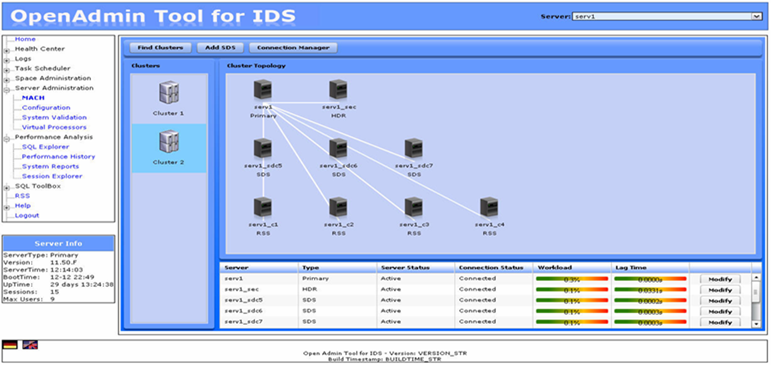 OpenAdmin Tool for IDS
Server: serv1
Home
Health Center
Logs
Task Scheduler
Space Administration
Server Administration
MACH
Configuration
System Validation
Virtual Processors
Performance Analysis
SQL Explorer
Performance History
System Reports
Session Explorer
SQL ToolBox
RSS
Help
Logout
Server Info
ServerType: Primary
Version: 11.50.F
ServerTime: 12:14:03
BootTime: 12-12 22:49
UpTime: 29 days 13:24:38
Sessions: 15
Max Users: 9
Find Clusters Add SDS Connection Manager
Clusters
Cluster 1
Cluster 2
Cluster Topology
serv1 serv1_sec
Primary HDR
serv1_sdc5 serv1_sdc6 serv1_sdc7
SDS SDS SDS
serv1_c1 serv1_c2 serv1_c3 serv1_c4
RSS RSS RSS RSS
Server Type Server Status Connection Status Workload Lag Time
serv1 Primary Active Connected 0.3% 0.0000s Modify
serv1_sec HDR Active Connected 0.1% 0.0331s Modify
serv1_sdc5 SDS Active Connected 0.1% 0.0002s Modify
serv1_sdc6 SDS Active Connected 0.1% 0.0003s Modify
serv1_sdc7 SDS Active Connected 0.1% 0.0003s Modify
Open Admin Tool for IDS - Version: VERSION_STR
Build Timestamp: BUILDTIME_STR